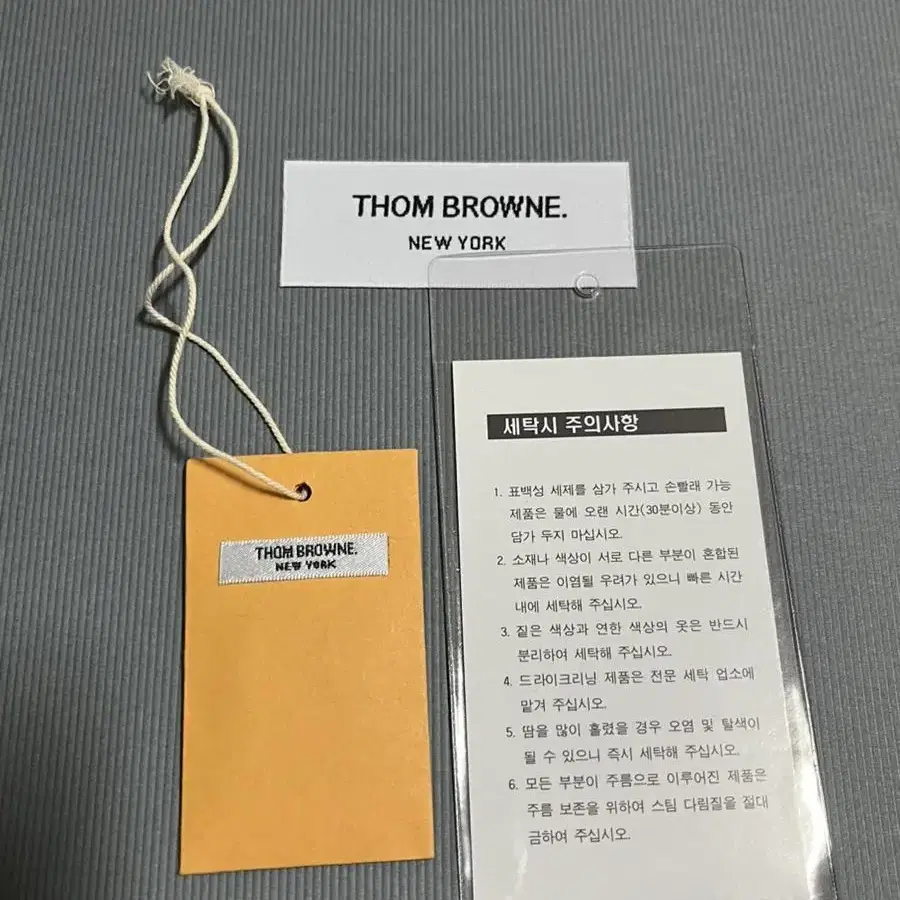 THOM BROWNE.
NEW YORK
THOM BROWNE.
NEW YORK
세탁시 주의사항
1. 표백성 세제를 삼가 주시고 손빨래 가능
제품은 물에 오랜 시간(30분이상) 동안
담가 두지 마십시오.
2. 소재나 색상이 서로 다른 부분이 혼합된
제품은 이염될 우려가 있으니 빠른 시간
내에 세탁해 주십시오.
3. 짙은 색상과 연한 색상의 옷은 반드시
분리하여 세탁해 주십시오.
4. 드라이크리닝 제품은 전문 세탁 업소에
맡겨 주십시오.
5. 땀을 많이 흘렸을 경우 오염 및 탈색이
될 수 있으니 즉시 세탁해 주십시오.
6. 모든 부분이 주름으로 이루어진 제품은
주름 보존을 위하여 스팀 다림질을 절대
금하여 주십시오.